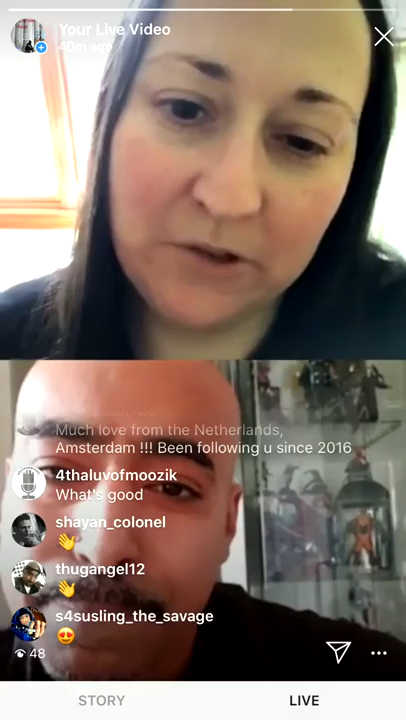 Your Live Video
40m ago
Much love from the Netherlands,
Amsterdam !!! Been following u since 2016
4thaluvofmoozik
What's good
shayan_colonel
👋
thugangel12
👋
s4susling_the_savage
😍
48
STORY
LIVE